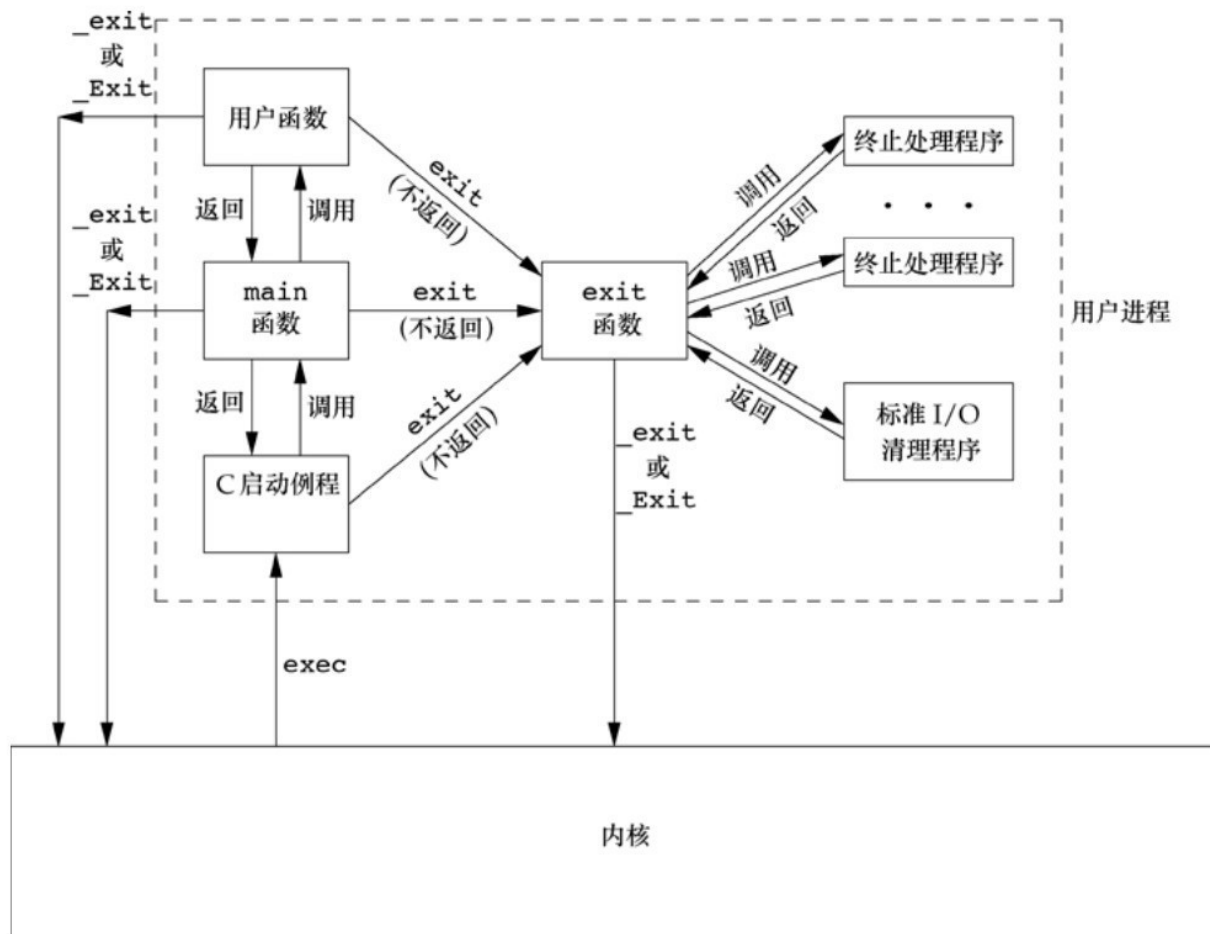 _exit
或
_Exit
用户函数
终止处理程序
exit
(不返回)
调用
返回
. . .
返回
调用
_exit
或
_Exit
调用
返回
终止处理程序
main
函数
exit
(不返回)
exit
函数
用户进程
返回
调用
exit
(不返回)
调用
返回
标准 I/O
清理程序
C 启动例程
_exit
或
_Exit
exec
内核